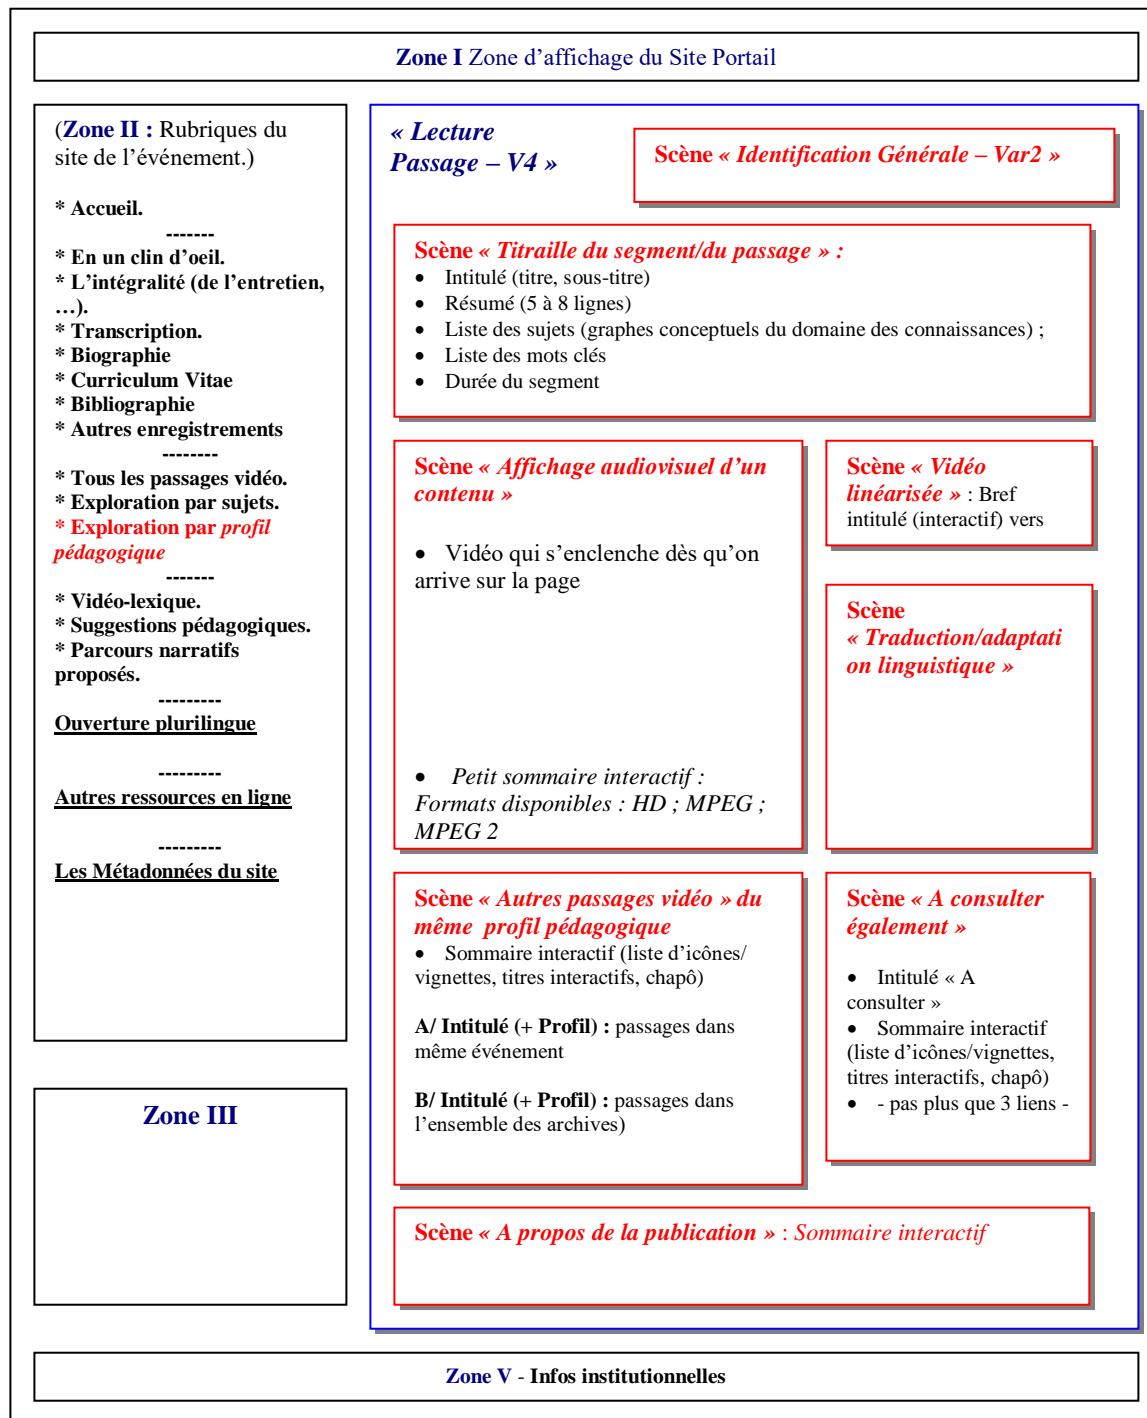 Zone I Zone d’affichage du Site Portail
(Zone II : Rubriques du
site de l’événement.)
* Accueil.
-------
* En un clin d’oeil.
* L’intégralité (de l’entretien,
…).
* Transcription.
* Biographie
* Curriculum Vitae
* Bibliographie
* Autres enregistrements
--------
* Tous les passages vidéo.
* Exploration par sujets.
* Exploration par profil
pédagogique
-------
* Vidéo-lexique.
* Suggestions pédagogiques.
* Parcours narratifs
proposés.
---------
Ouverture plurilingue
---------
Autres ressources en ligne
---------
Les Métadonnées du site
Zone III
« Lecture
Passage – V4 »
Scène « Identification Générale – Var2 »
Scène « Titraille du segment/du passage » :
• Intitulé (titre, sous-titre)
• Résumé (5 à 8 lignes)
• Liste des sujets (graphes conceptuels du domaine des connaissances) ;
• Liste des mots clés
• Durée du segment
Scène « Affichage audiovisuel d’un
contenu »
• Vidéo qui s’enclenche dès qu’on
arrive sur la page
• Petit sommaire interactif :
Formats disponibles : HD ; MPEG ;
MPEG 2
Scène « Vidéo
linéarisée » : Bref
intitulé (interactif) vers
Scène
« Traduction/adaptati
on linguistique »
Scène « Autres passages vidéo » du
même profil pédagogique
• Sommaire interactif (liste d’icônes/
vignettes, titres interactifs, chapô)
A/ Intitulé (+ Profil) : passages dans
même événement
B/ Intitulé (+ Profil) : passages dans
l’ensemble des archives)
Scène « A consulter
également »
• Intitulé « A
consulter »
• Sommaire interactif
(liste d’icônes/vignettes,
titres interactifs, chapô)
• - pas plus que 3 liens -
Scène « A propos de la publication » : Sommaire interactif
Zone V - Infos institutionnelles